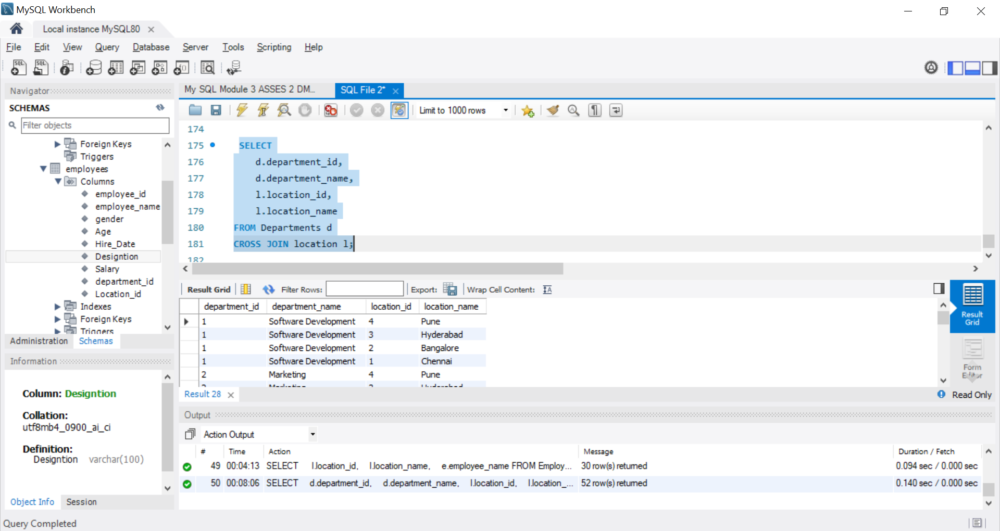 MySQL Workbench
Local instance MySQL80
File Edit View Query Database Server Tools Scripting Help
Navigator
SCHEMAS
Filter objects
Foreign Keys
Triggers
employees
Columns
employee_id
employee_name
gender
Age
Hire_Date
Designtion
Salary
department_id
Location_id
Indexes
Foreign Keys
Triggers
Administration Schemas
Information
Column: Designtion
Collation:
utf8mb4_0900_ai_ci
Definition:
Designtion varchar(100)
Object Info Session
My SQL Module 3 ASSES 2 DM... SQL File 2*
Limit to 1000 rows
174
175 SELECT
176 d.department_id,
177 d.department_name,
178 l.location_id,
179 l.location_name
180 FROM Departments d
181 CROSS JOIN location l;
182
Result Grid Filter Rows: Export: Wrap Cell Content:
department_id department_name location_id location_name
1 Software Development 4 Pune
1 Software Development 3 Hyderabad
1 Software Development 2 Bangalore
1 Software Development 1 Chennai
2 Marketing 4 Pune
2 Marketing 3 Hyderabad
Result Grid
Form Editor
Result 28
Read Only
Output
Action Output
# Time Action Message Duration / Fetch
49 00:04:13 SELECT l.location_id, l.location_name, e.employee_name FROM Employ... 30 row(s) returned 0.094 sec / 0.000 sec
50 00:08:06 SELECT d.department_id, d.department_name, l.location_id, l.location_... 52 row(s) returned 0.140 sec / 0.000 sec
Query Completed